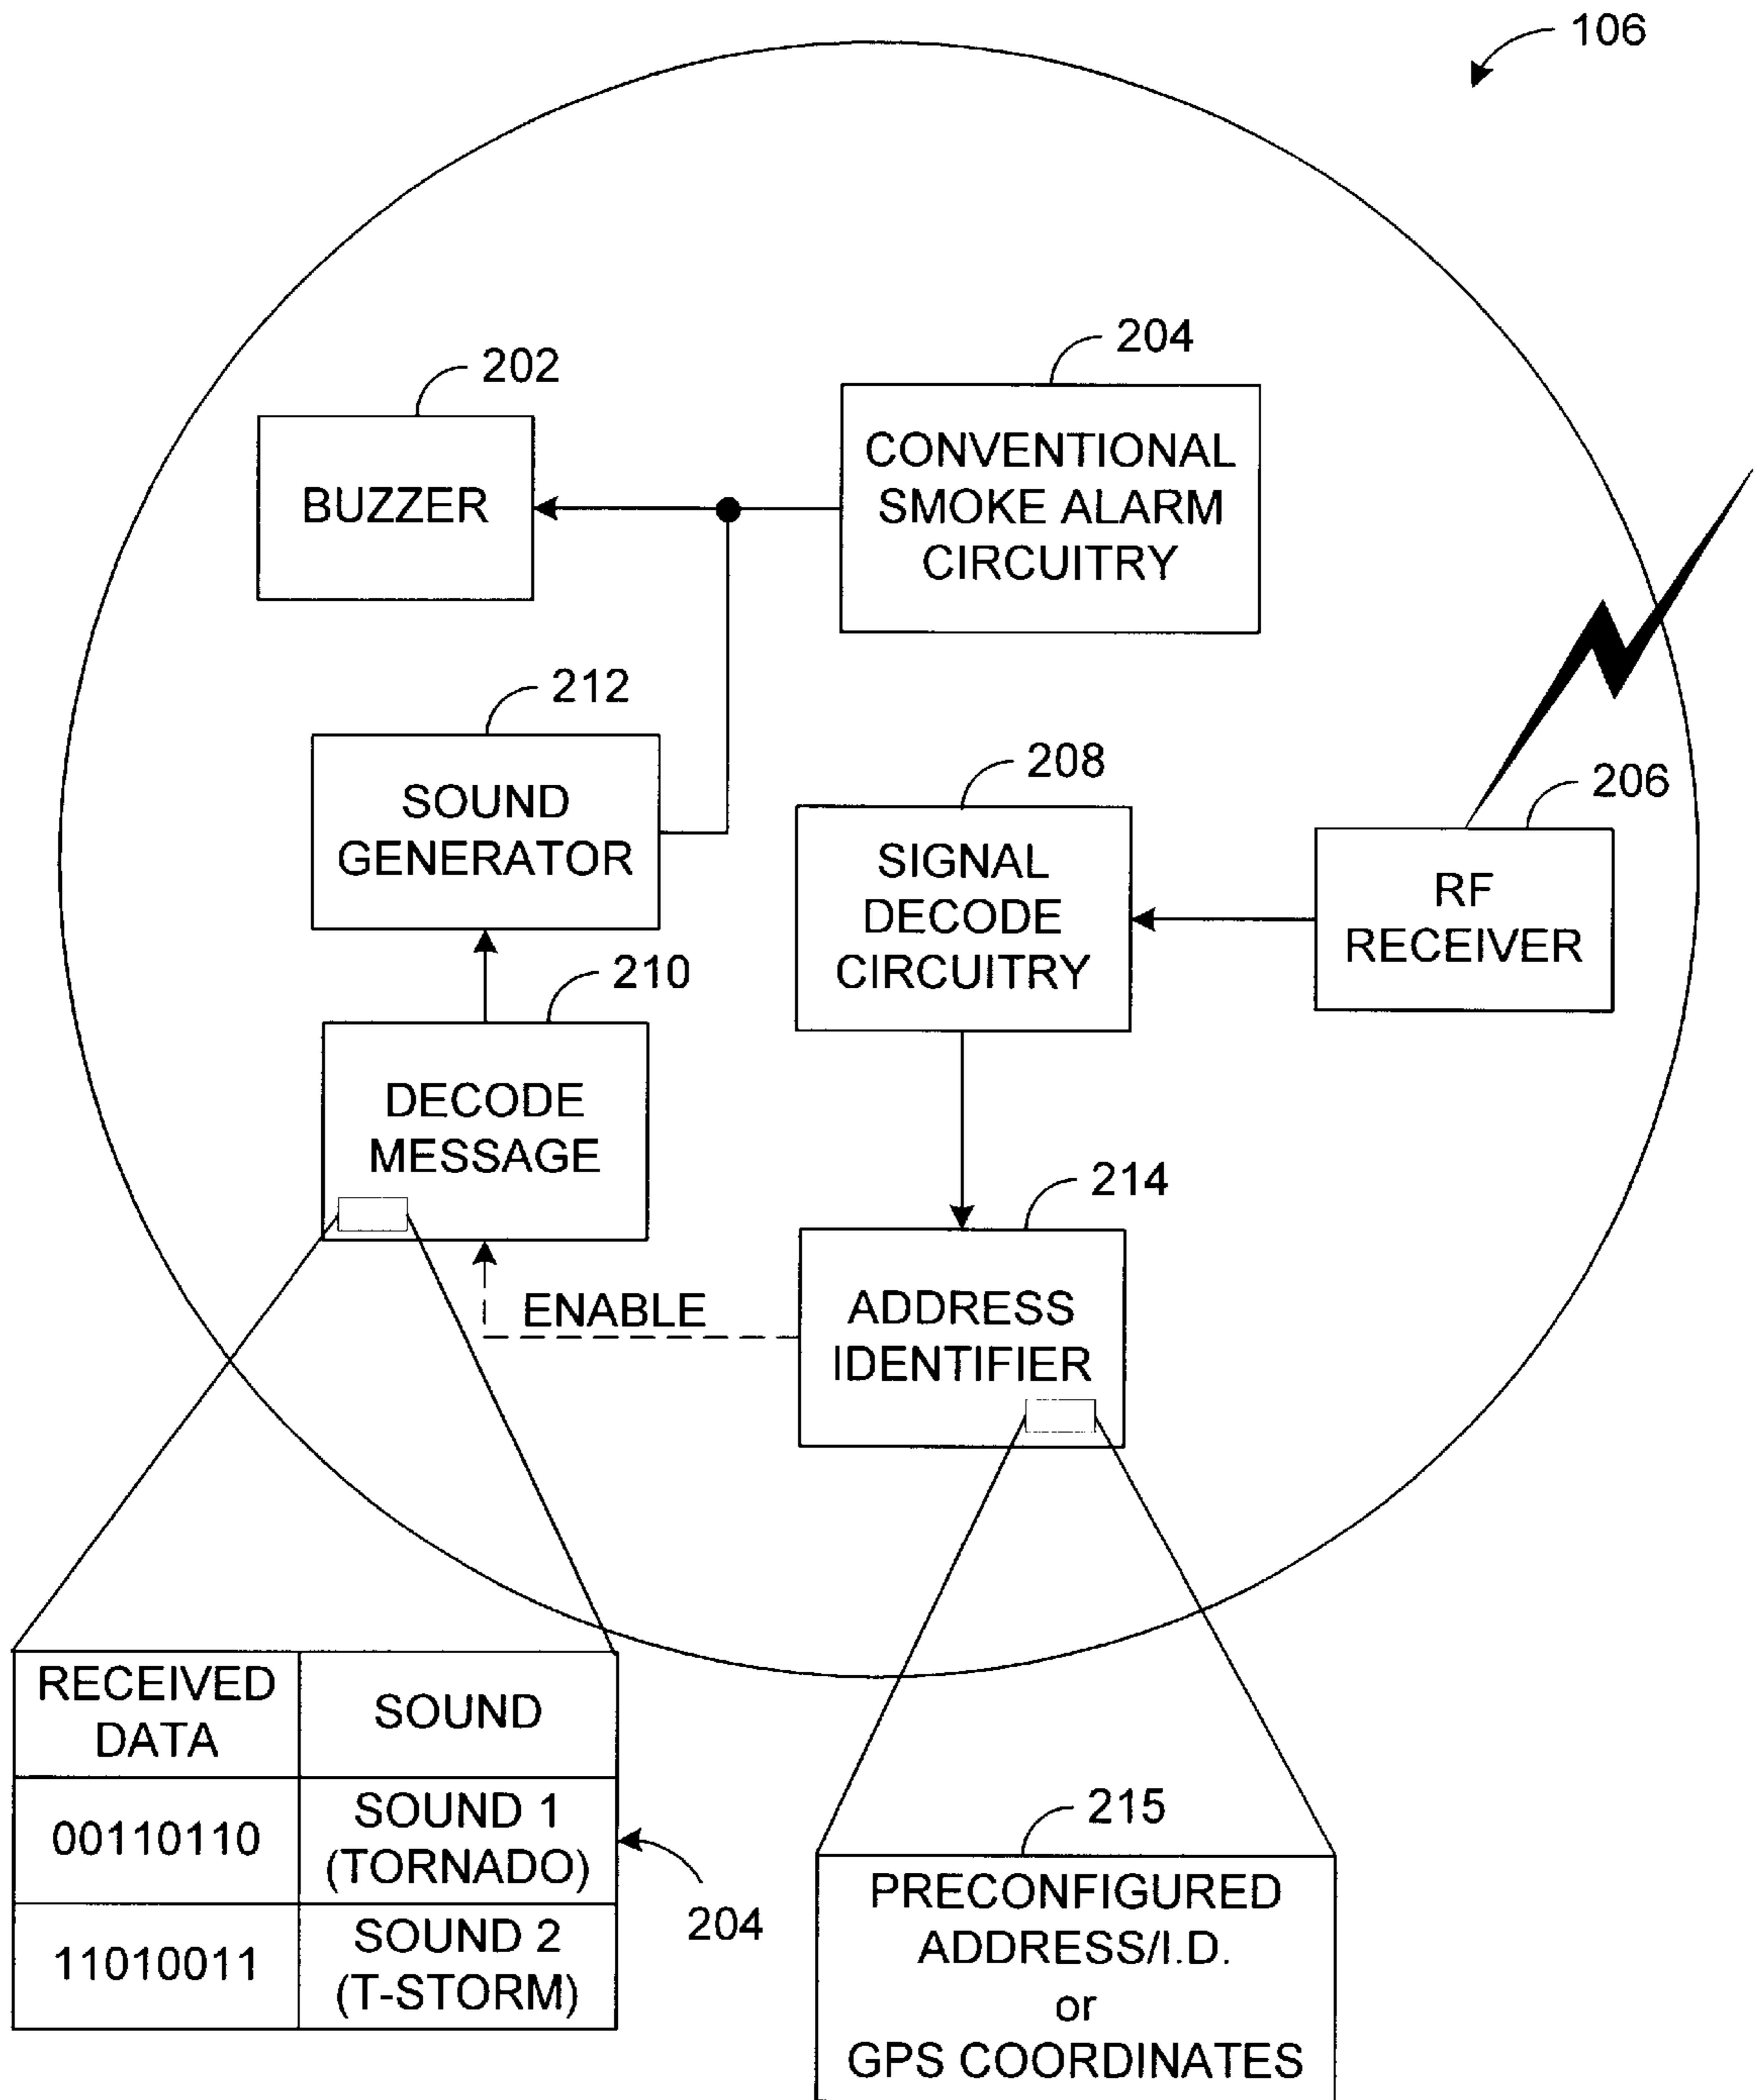 106
204
202
CONVENTIONAL
SMOKE ALARM
CIRCUITRY
BUZZER
212
SOUND
GENERATOR
208
SIGNAL
DECODE
CIRCUITRY
206
RF
RECEIVER
210
DECODE
MESSAGE
214
ADDRESS
IDENTIFIER
ENABLE
RECEIVED
DATA
SOUND
00110110
SOUND 1
(TORNADO)
11010011
SOUND 2
(T-STORM)
204
215
PRECONFIGURED
ADDRESS/I.D.
or
GPS COORDINATES